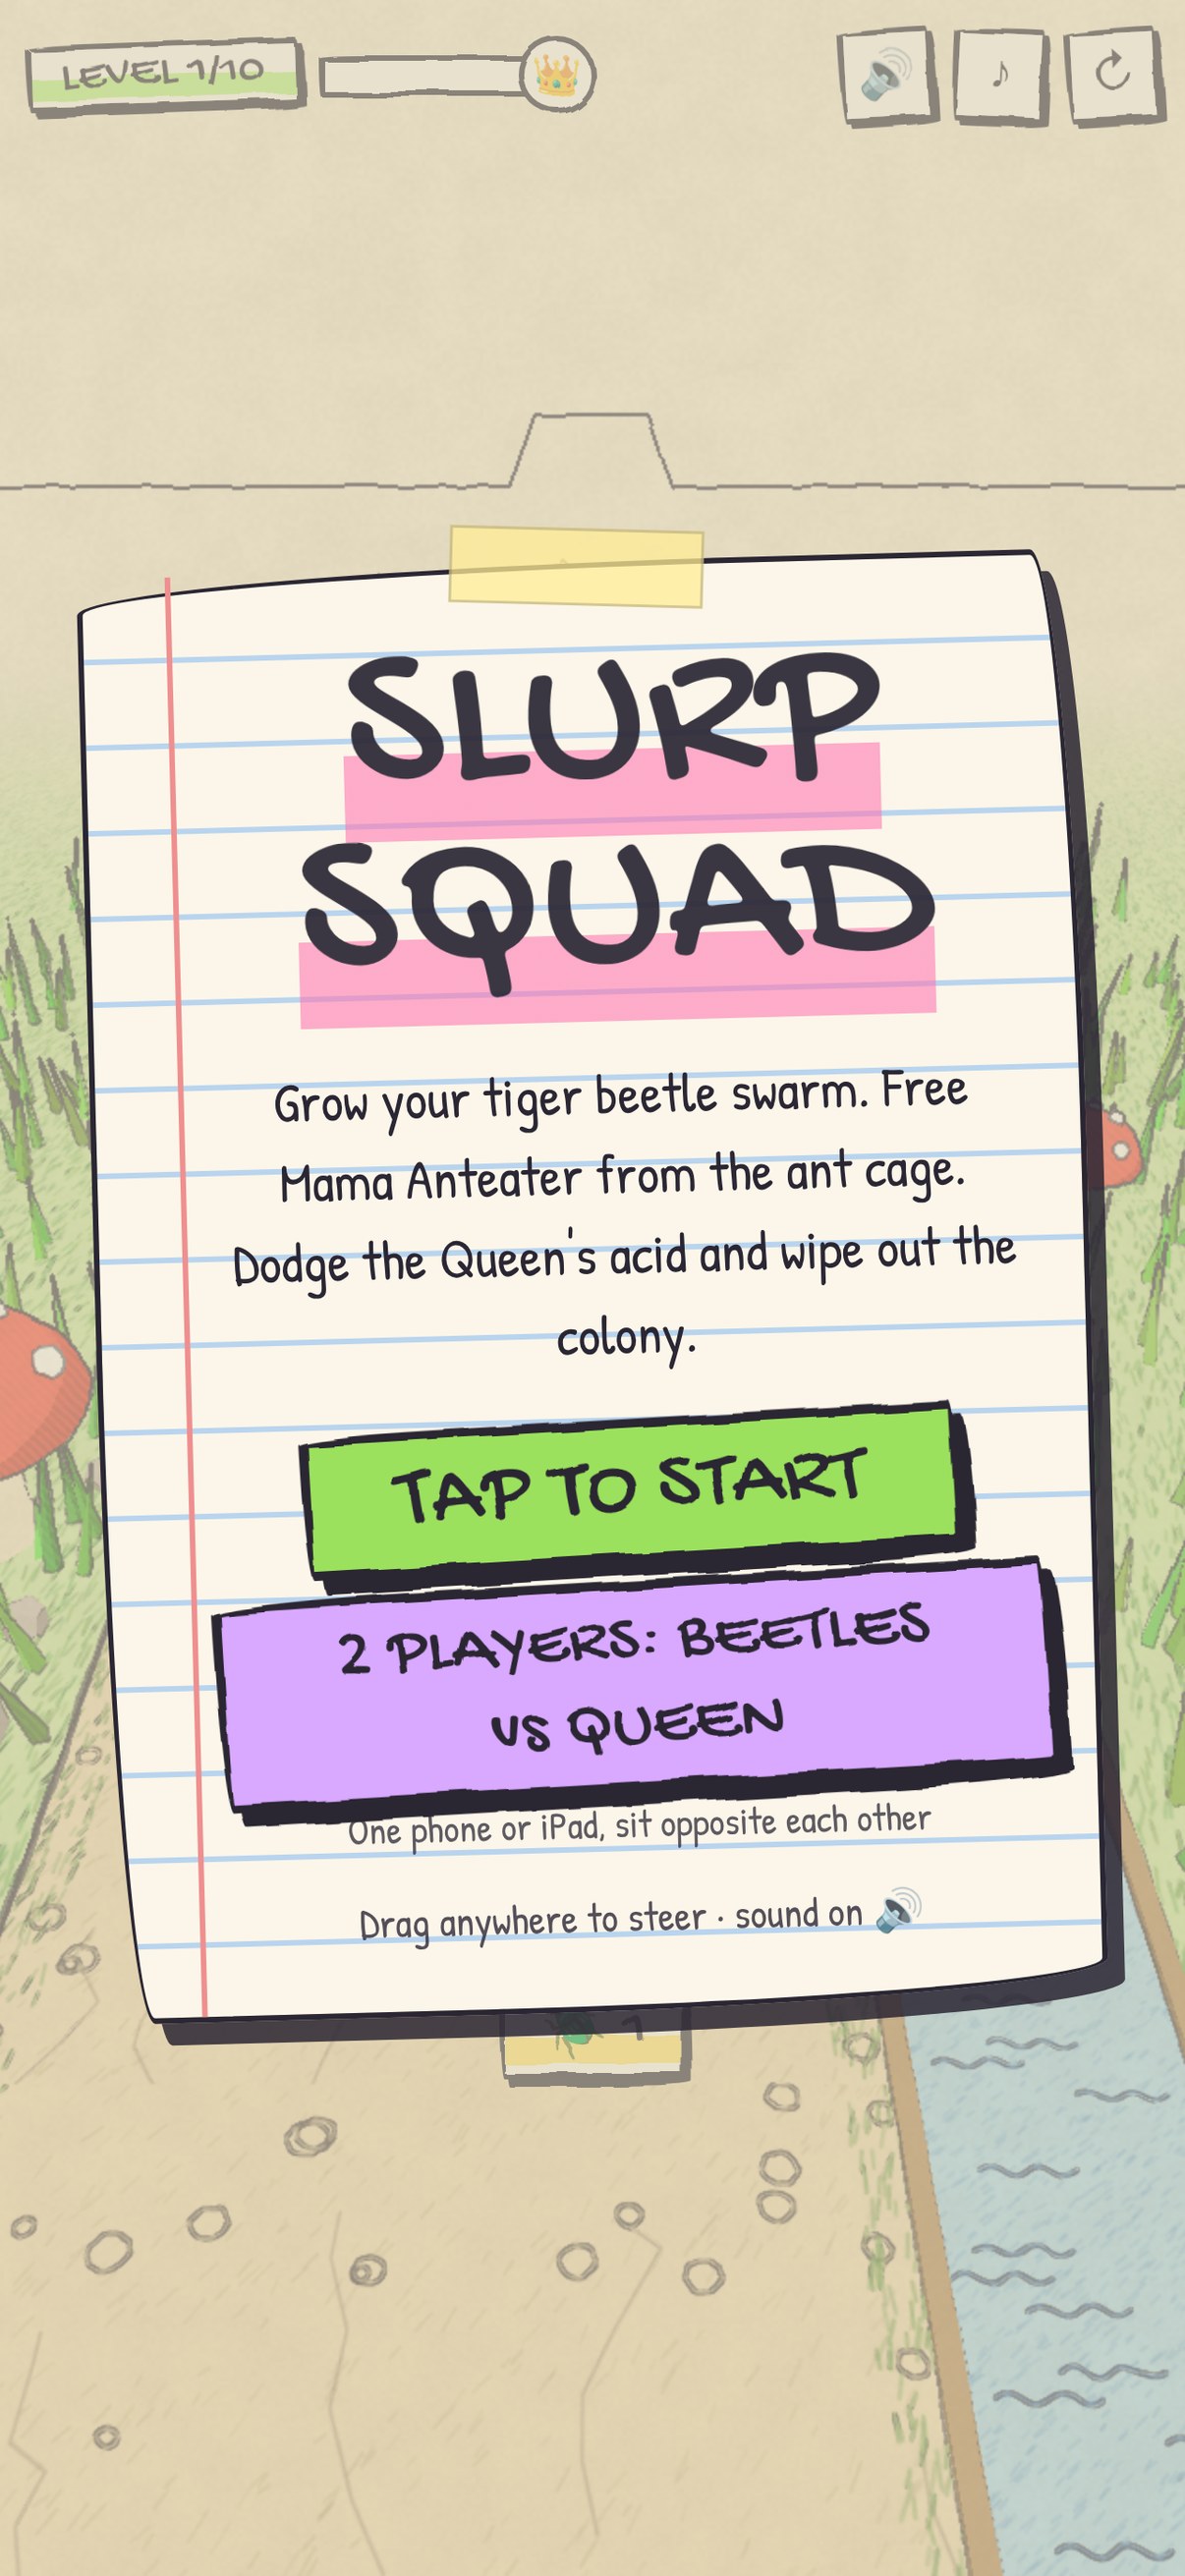 LEVEL 1/10
SLURP
SQUAD
Grow your tiger beetle swarm. Free
Mama Anteater from the ant cage.
Dodge the Queen's acid and wipe out the
colony.
TAP TO START
2 PLAYERS: BEETLES
VS QUEEN
One phone or iPad, sit opposite each other
Drag anywhere to steer · sound on 🔊
1